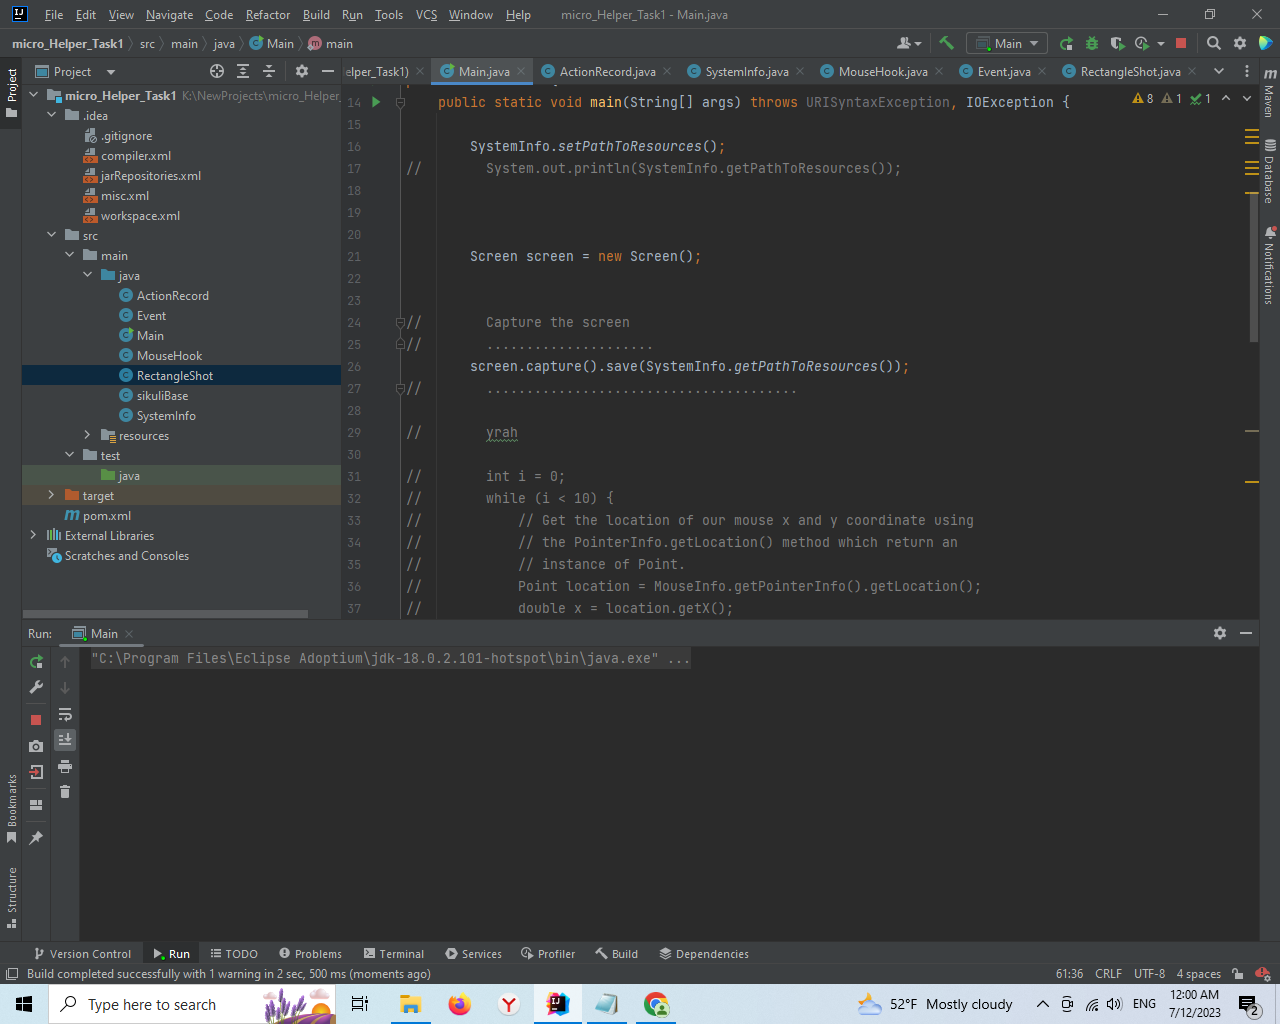 File Edit View Navigate Code Refactor Build Run Tools VCS Window Help micro_Helper_Task1 - Main.java
micro_Helper_Task1 src main java Main main
Main
Project
elper_Task1) Main.java ActionRecord.java SystemInfo.java MouseHook.java Event.java RectangleShot.java
Project
Maven
Database
Notifications
micro_Helper_Task1 K:\NewProjects\micro_Helper_
.idea
.gitignore
compiler.xml
jarRepositories.xml
misc.xml
workspace.xml
src
main
java
ActionRecord
Event
Main
MouseHook
RectangleShot
sikuliBase
SystemInfo
resources
test
java
target
pom.xml
External Libraries
Scratches and Consoles
8 1 1
14 public static void main(String[] args) throws URISyntaxException, IOException {
15
16 SystemInfo.setPathToResources();
17 // System.out.println(SystemInfo.getPathToResources());
18
19
20
21 Screen screen = new Screen();
22
23
24 // Capture the screen
25 // .....................
26 screen.capture().save(SystemInfo.getPathToResources());
27 // .......................................
28
29 // yrah
30
31 // int i = 0;
32 // while (i < 10) {
33 // // Get the location of our mouse x and y coordinate using
34 // // the PointerInfo.getLocation() method which return an
35 // // instance of Point.
36 // Point location = MouseInfo.getPointerInfo().getLocation();
37 // double x = location.getX();
Run: Main
"C:\Program Files\Eclipse Adoptium\jdk-18.0.2.101-hotspot\bin\java.exe" ...
Bookmarks
Structure
Version Control Run TODO Problems Terminal Services Profiler Build Dependencies
Build completed successfully with 1 warning in 2 sec, 500 ms (moments ago) 61:36 CRLF UTF-8 4 spaces
Type here to search 52°F Mostly cloudy ENG 12:00 AM
7/12/2023
2